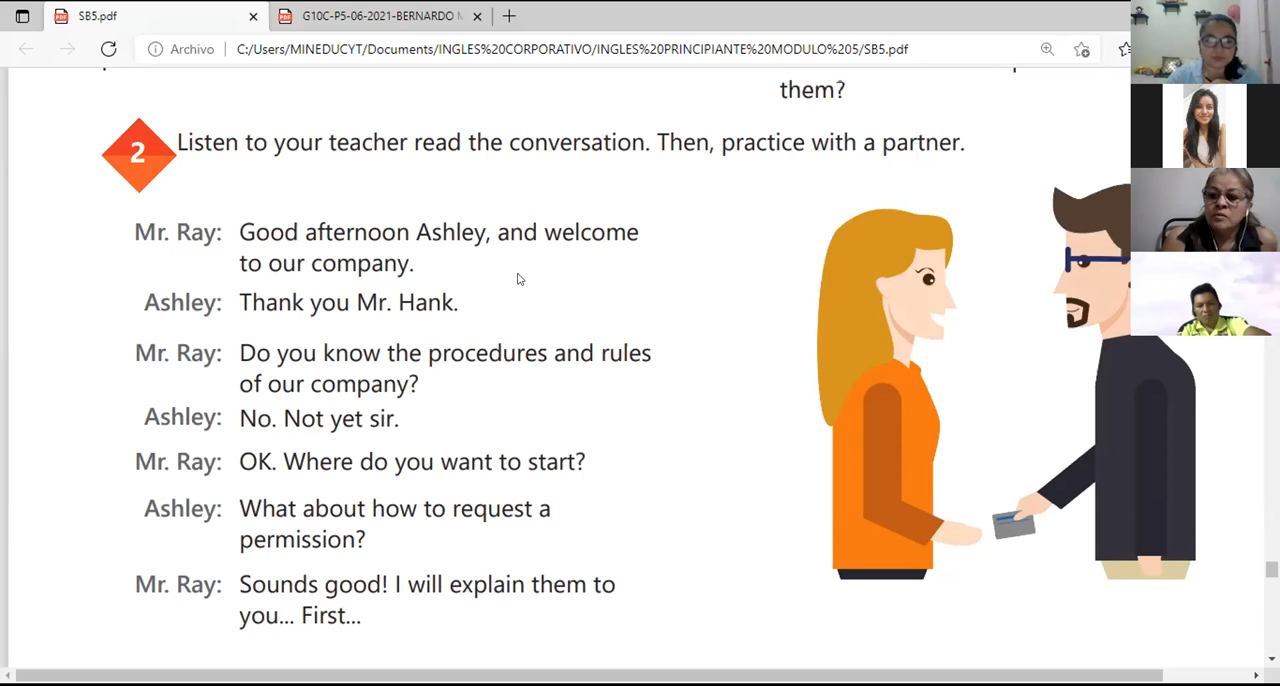 SB5.pdf
G10C-P5-06-2021-BERNARDO M
Archivo
C:/Users/MINEDUCYT/Documents/INGLES%20CORPORATIVO/INGLES%20PRINCIPIANTE%20MODULO%205/SB5.pdf
them?
2
Listen to your teacher read the conversation. Then, practice with a partner.
Mr. Ray: Good afternoon Ashley, and welcome
to our company.
Ashley: Thank you Mr. Hank.
Mr. Ray: Do you know the procedures and rules
of our company?
Ashley: No. Not yet sir.
Mr. Ray: OK. Where do you want to start?
Ashley: What about how to request a
permission?
Mr. Ray: Sounds good! I will explain them to
you... First...